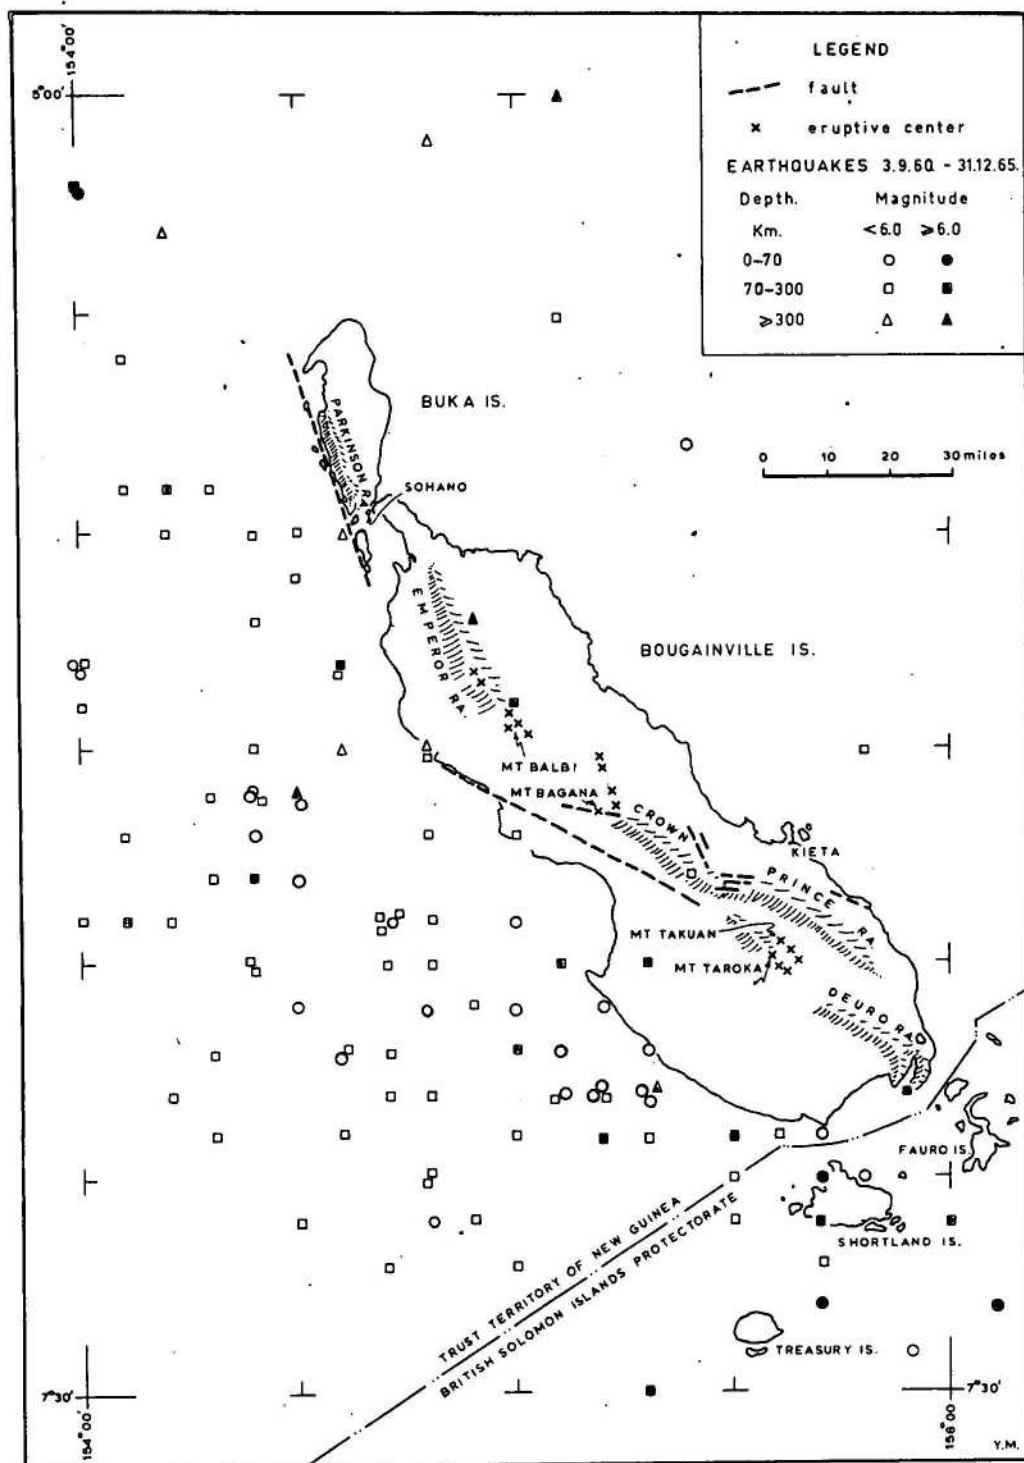 154°00'
5°00'
LEGEND
fault
eruptive center
EARTHQUAKES 3.9.60. - 31.12.65.
Depth. Magnitude
Km. <6.0 ⩾6.0
0-70
70-300
⩾300
BUKA IS.
PARKINSON RA.
0 10 20 30 miles
SOHANO
EMPEROR RA.
BOUGAINVILLE IS.
MT BALBI
MT BAGANA
CROWN
KIETA
PRINCE RA.
MT TAKUAN
MT TAROKA
DEURO RA.
FAURO IS.
SHORTLAND IS.
TRUST TERRITORY OF NEW GUINEA
BRITISH SOLOMON ISLANDS PROTECTORATE
TREASURY IS.
7°30'
7°30'
154°00'
156°00'
Y.M.